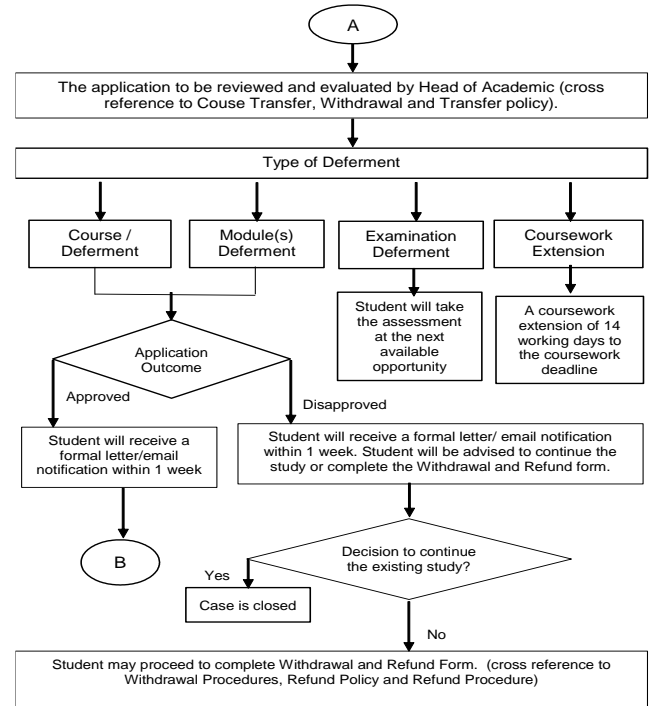 A
The application to be reviewed and evaluated by Head of Academic (cross
reference to Couse Transfer, Withdrawal and Transfer policy).
Type of Deferment
Course /
Deferment
Module(s)
Deferment
Examination
Deferment
Coursework
Extension
Student will take
the assessment
at the next
available
opportunity
A coursework
extension of 14
working days to
the coursework
deadline
Application
Outcome
Approved
Disapproved
Student will receive a
formal letter/email
notification within 1 week
Student will receive a formal letter/ email notification
within 1 week. Student will be advised to continue the
study or complete the Withdrawal and Refund form.
B
Decision to continue
the existing study?
Yes
Case is closed
No
Student may proceed to complete Withdrawal and Refund Form. (cross reference to
Withdrawal Procedures, Refund Policy and Refund Procedure)